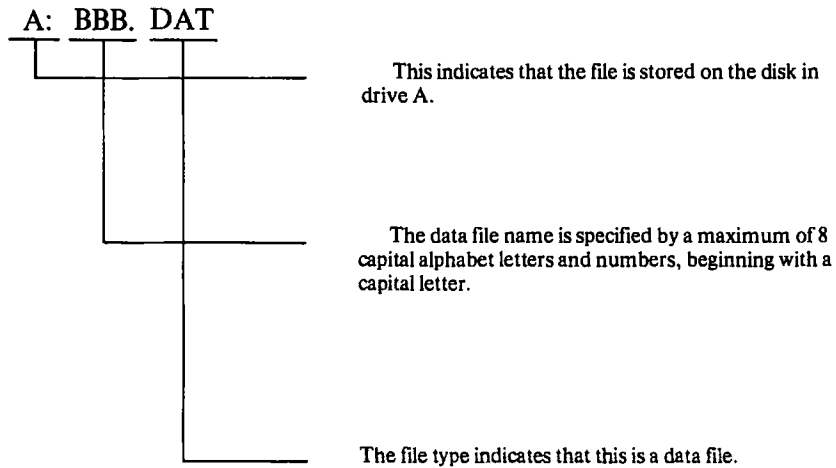 A: BBB. DAT
This indicates that the file is stored on the disk in
drive A.
The data file name is specified by a maximum of 8
capital alphabet letters and numbers, beginning with a
capital letter.
The file type indicates that this is a data file.